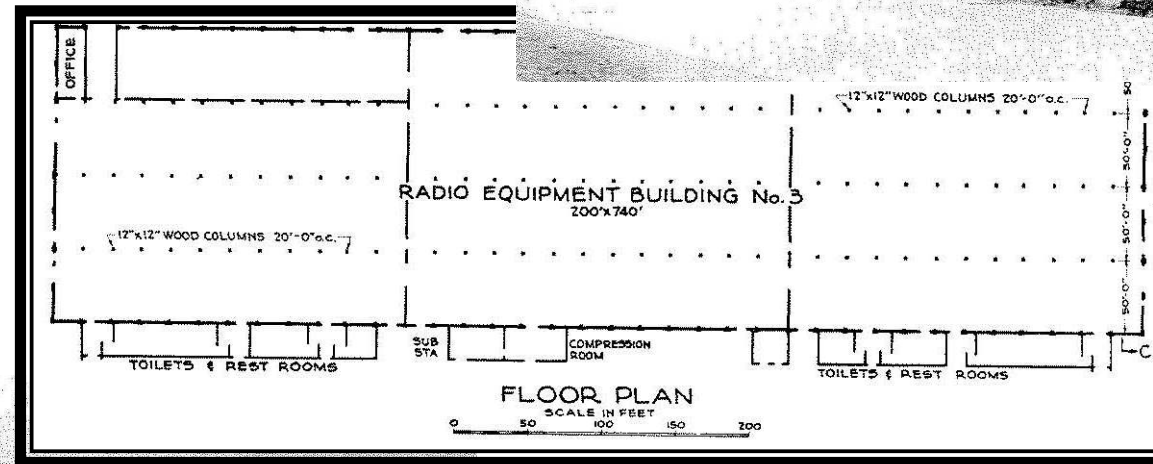 OFFICE
12"x12" WOOD COLUMNS 20'-0" o.c.
50
50'-0"
RADIO EQUIPMENT BUILDING No. 3
200'x740'
50'-0"
12"x12" WOOD COLUMNS 20'-0" o.c.
50'-0"
SUB
STA
COMPRESSION
ROOM
C
TOILETS & REST ROOMS
TOILETS & REST ROOMS
FLOOR PLAN
SCALE IN FEET
0 50 100 150 200